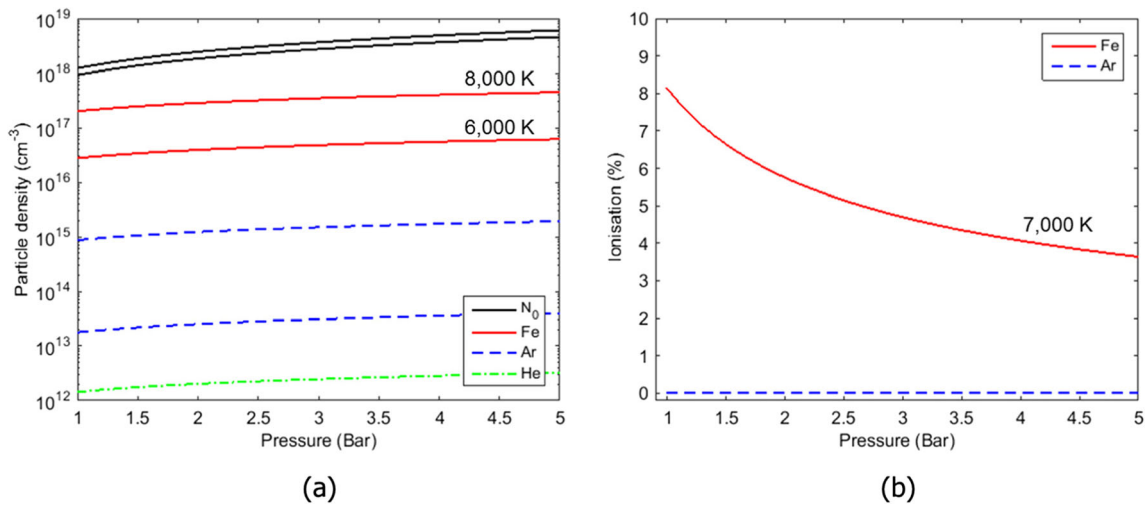 10^19
10^18
10^17
10^16
10^15
10^14
10^13
10^12
Particle density (cm^-3)
8,000 K
6,000 K
N_0
Fe
Ar
He
1 1.5 2 2.5 3 3.5 4 4.5 5
Pressure (Bar)
(a)
10
9
8
7
6
5
4
3
2
1
0
Ionisation (%)
Fe
Ar
7,000 K
1 1.5 2 2.5 3 3.5 4 4.5 5
Pressure (Bar)
(b)